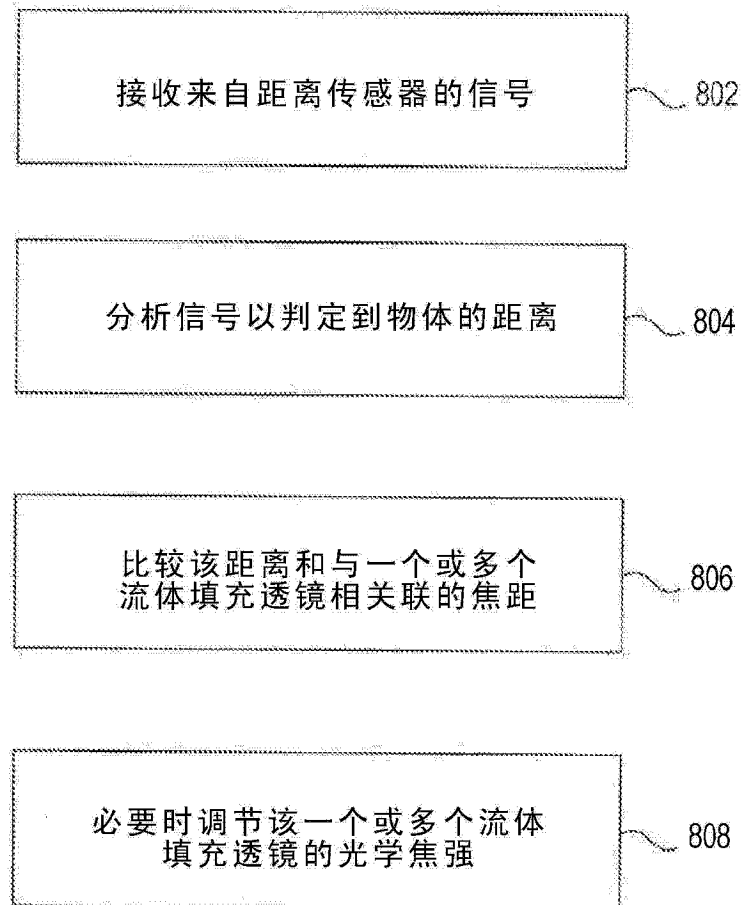 接收来自距离传感器的信号
802
分析信号以判定到物体的距离
804
比较该距离和与一个或多个
流体填充透镜相关联的焦距
806
必要时调节该一个或多个流体
填充透镜的光学焦强
808